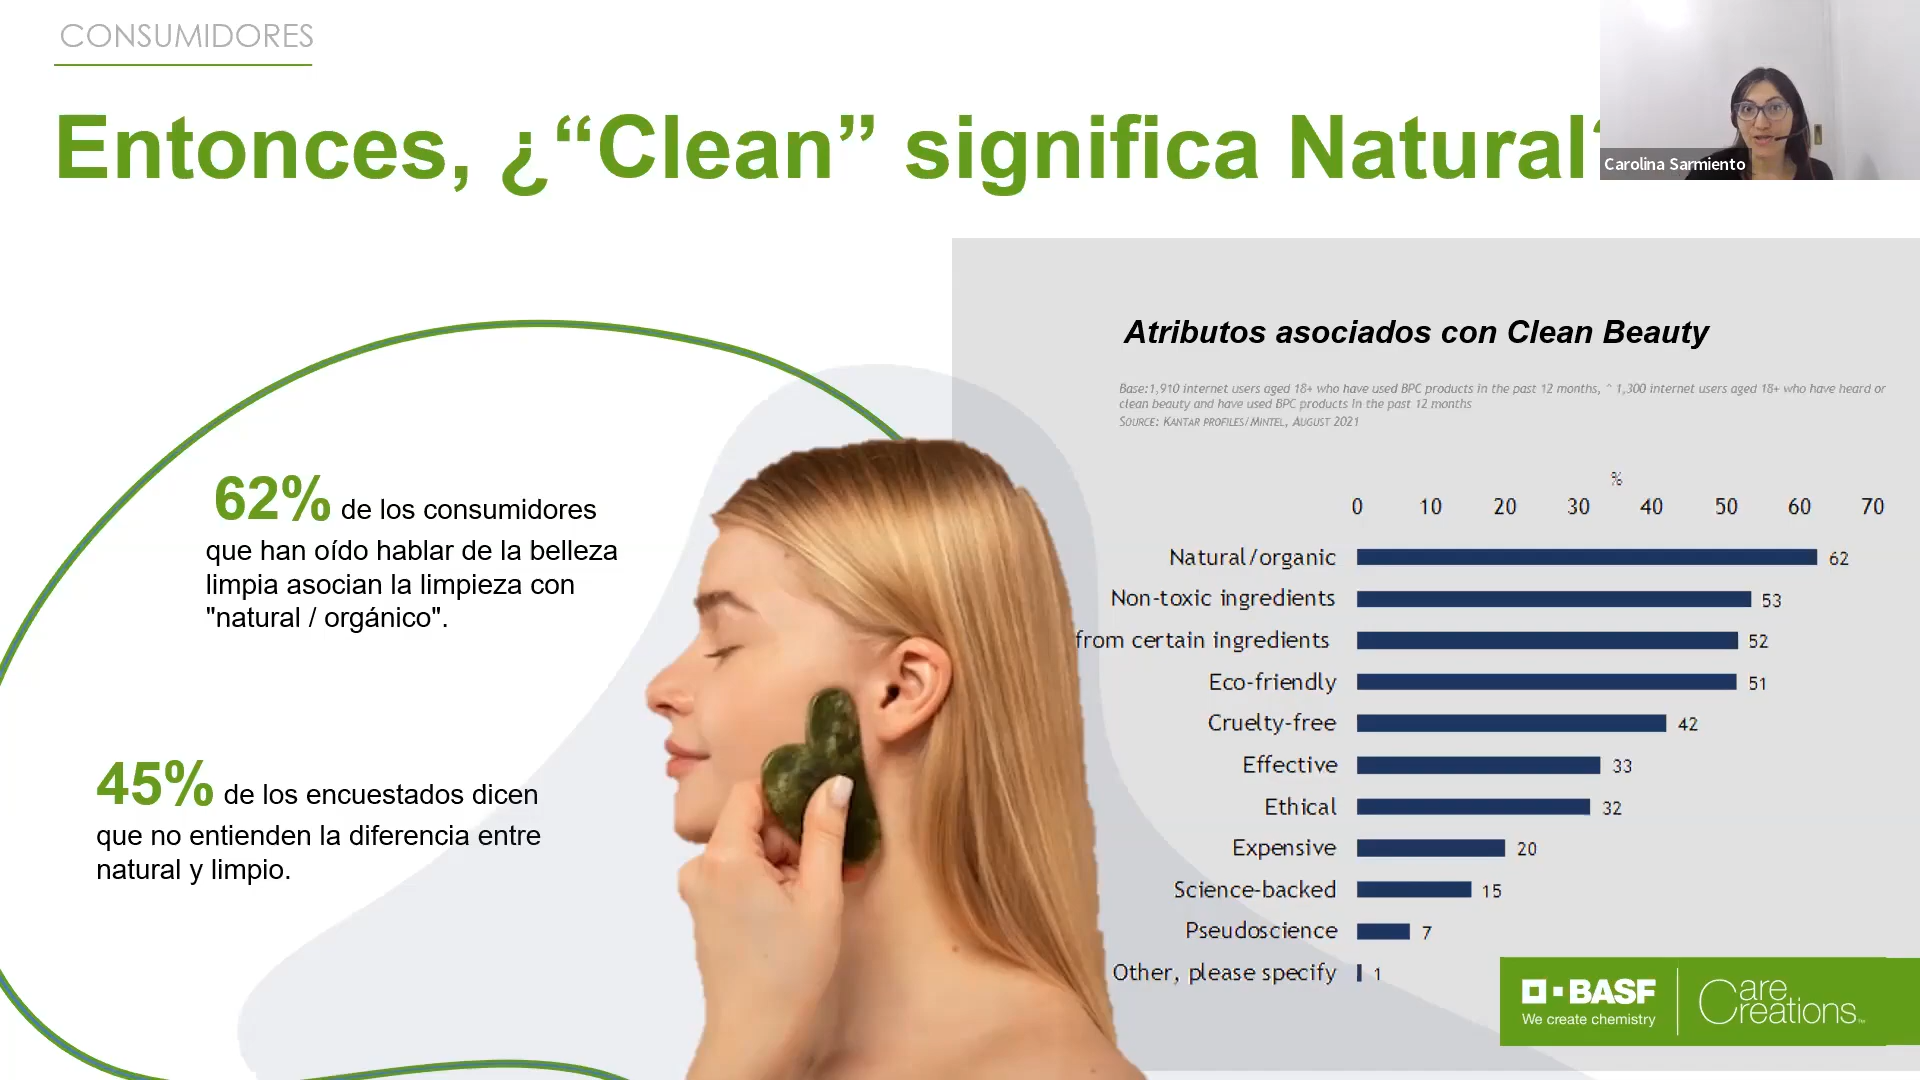 CONSUMIDORES
Entonces, ¿“Clean” significa Natural?
Carolina Sarmiento
62% de los consumidores
que han oído hablar de la belleza
limpia asocian la limpieza con
"natural / orgánico".
45% de los encuestados dicen
que no entienden la diferencia entre
natural y limpio.
Atributos asociados con Clean Beauty
Base:1,910 internet users aged 18+ who have used BPC products in the past 12 months, ^ 1,300 internet users aged 18+ who have heard or
clean beauty and have used BPC products in the past 12 months
SOURCE: KANTAR PROFILES/MINTEL, AUGUST 2021
%
0 10 20 30 40 50 60 70
Natural/organic 62
Non-toxic ingredients 53
from certain ingredients 52
Eco-friendly 51
Cruelty-free 42
Effective 33
Ethical 32
Expensive 20
Science-backed 15
Pseudoscience 7
Other, please specify 1
BASF
We create chemistry
Care
Creations™